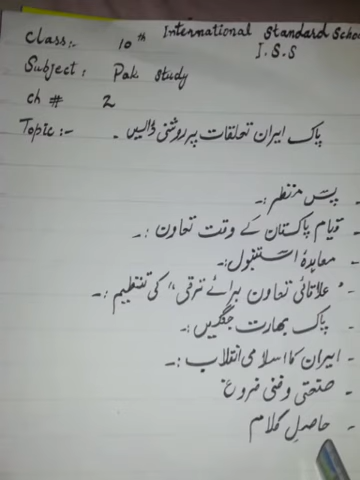 International Standard Schoo
Class:- 10th I.S.S
Subject: Pak Study
Ch # 2
Topic:- پاک ایران تعلقات پر روشنی ڈالیں ۔
- پس منظر :-
- قیام پاکستان کے وقت تعاون :-
- معاہدۂ استنبول:-
- "علاقائی تعاون برائے ترقی" کی تنظیم :-
- پاک بھارت جنگیں :-
- ایران کا اسلامی انقلاب :-
- صنعتی و فنی فروغ
- حاصل کلام